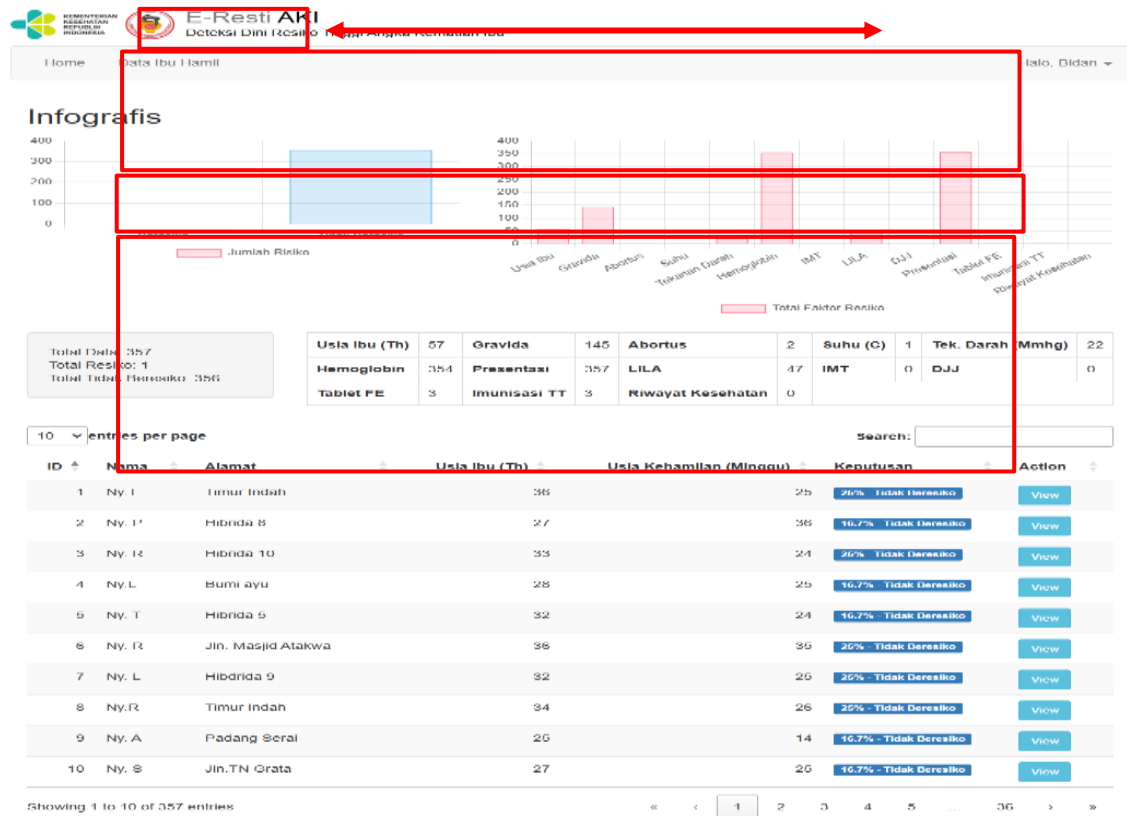 KEMENTERIAN
KESEHATAN
REPUBLIK
INDONESIA
E-Resti AKI
Deteksi Dini Resiko Tinggi Angka Kematian Ibu
Home Data Ibu Hamil Halo, Bidan
Infografis
400
300
200
100
0
Beresiko Tidak Beresiko
Jumlah Risiko
400
350
300
250
200
150
100
50
0
Usia Ibu Gravida Abortus Suhu Tekanan Darah Hemoglobin IMT LILA DJJ Presentasi Tablet FE Imunisasi TT Riwayat Kesehatan
Total Faktor Resiko
Total Data: 357
Total Resiko: 1
Total Tidak Beresiko: 356
Usia Ibu (Th) 57 Gravida 145 Abortus 2 Suhu (C) 1 Tek. Darah (Mmhg) 22
Hemoglobin 354 Presentasi 357 LILA 47 IMT 0 DJJ 0
Tablet FE 3 Imunisasi TT 3 Riwayat Kesehatan 0
10 entries per page Search:
ID Nama Alamat Usia Ibu (Th) Usia Kehamilan (Minggu) Keputusan Action
1 Ny. Timur Indah 36 25 25% - Tidak Beresiko View
2 Ny. P Hibrida 8 27 36 16.7% - Tidak Beresiko View
3 Ny. R Hibrida 10 33 24 25% - Tidak Beresiko View
4 Ny.L Bumi ayu 28 25 16.7% - Tidak Beresiko View
5 Ny. T Hibrida 5 32 24 16.7% - Tidak Beresiko View
6 Ny. R Jln. Masjid Atakwa 36 35 25% - Tidak Beresiko View
7 Ny. L Hibdrida 9 32 25 25% - Tidak Beresiko View
8 Ny.R Timur indah 34 26 25% - Tidak Beresiko View
9 Ny. A Padang Serai 25 14 16.7% - Tidak Beresiko View
10 Ny. S Jln.TN Grata 27 25 16.7% - Tidak Beresiko View
Showing 1 to 10 of 357 entries « ‹ 1 2 3 4 5 ... 36 › »